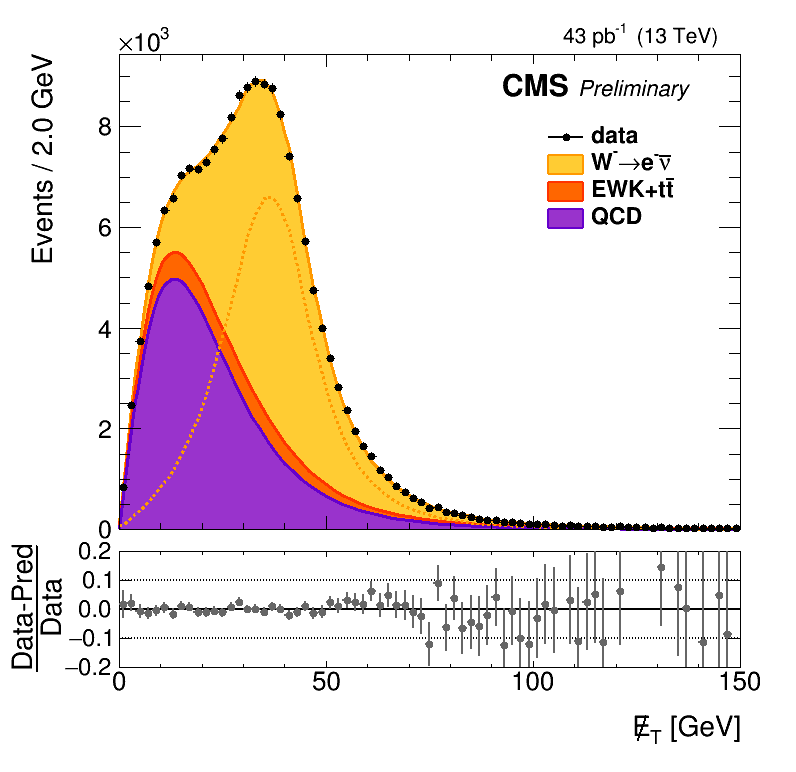 ×10³
43 pb⁻¹ (13 TeV)
Events / 2.0 GeV
CMS Preliminary
data
W⁻→e⁻ν̅
EWK+tt̅
QCD
8
6
4
2
0
Data-Pred
Data
0.2
0.1
0.0
−0.1
−0.2
0 50 100 150
E̸_T [GeV]